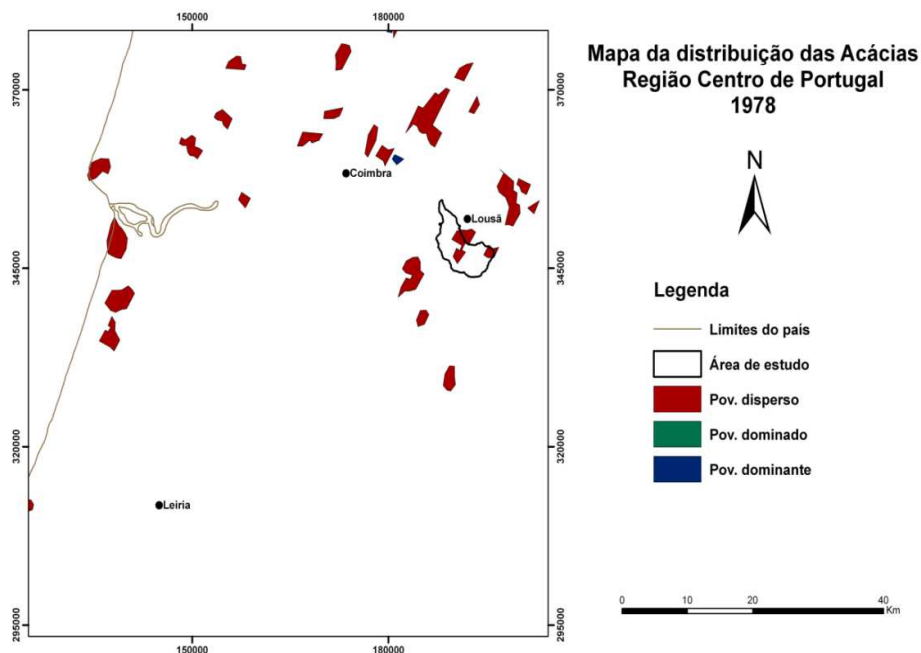 Mapa da distribuição das Acácias
Região Centro de Portugal
1978
N
150000
180000
370000
370000
Coimbra
Lousã
345000
345000
320000
320000
Leiria
295000
295000
150000
180000
Legenda
Limites do pais
Área de estudo
Pov. disperso
Pov. dominado
Pov. dominante
0 10 20 40
Km